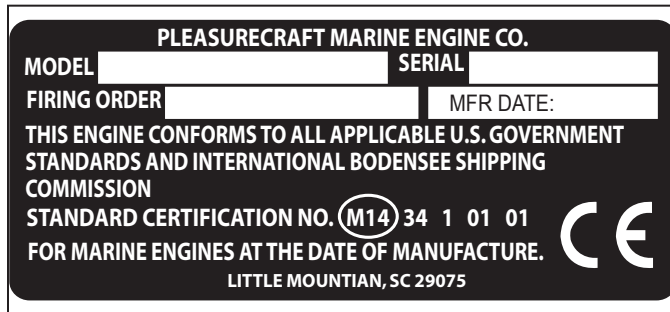 PLEASURECRAFT MARINE ENGINE CO.
MODEL SERIAL
FIRING ORDER MFR DATE:
THIS ENGINE CONFORMS TO ALL APPLICABLE U.S. GOVERNMENT
STANDARDS AND INTERNATIONAL BODENSEE SHIPPING
COMMISSION
STANDARD CERTIFICATION NO. M14 34 1 01 01
FOR MARINE ENGINES AT THE DATE OF MANUFACTURE.
CE
LITTLE MOUNTIAN, SC 29075